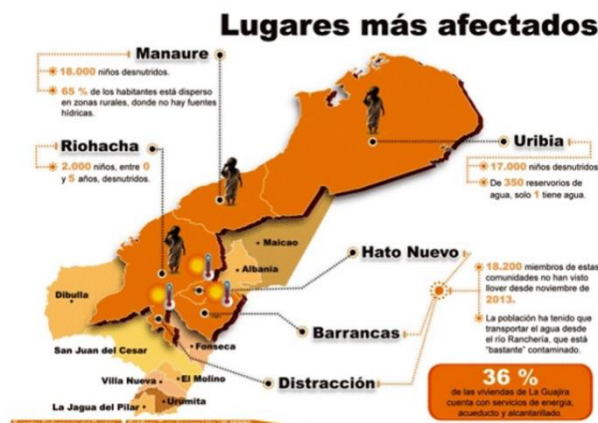 Lugares más afectados
Manaure
18.000 niños desnutridos.
65 % de los habitantes está disperso
en zonas rurales, donde no hay fuentes
hídricas.
Riohacha
2.000 niños, entre 0
y 5 años, desnutridos.
Uribia
17.000 niños desnutridos
De 350 reservorios de
agua, solo 1 tiene agua.
Maicao
Albania
Dibulla
Hato Nuevo
Barrancas
Distracción
18.200 miembros de estas
comunidades no han visto
llover desde noviembre de
2013.
La población ha tenido que
transportar el agua desde
el río Ranchería, que está
"bastante" contaminado.
San Juan del Cesar
Fonseca
Villa Nueva
El Molino
La Jagua del Pilar
Urumita
36 %
de las viviendas de La Guajira
cuenta con servicios de energía,
acueducto y alcantarillado.